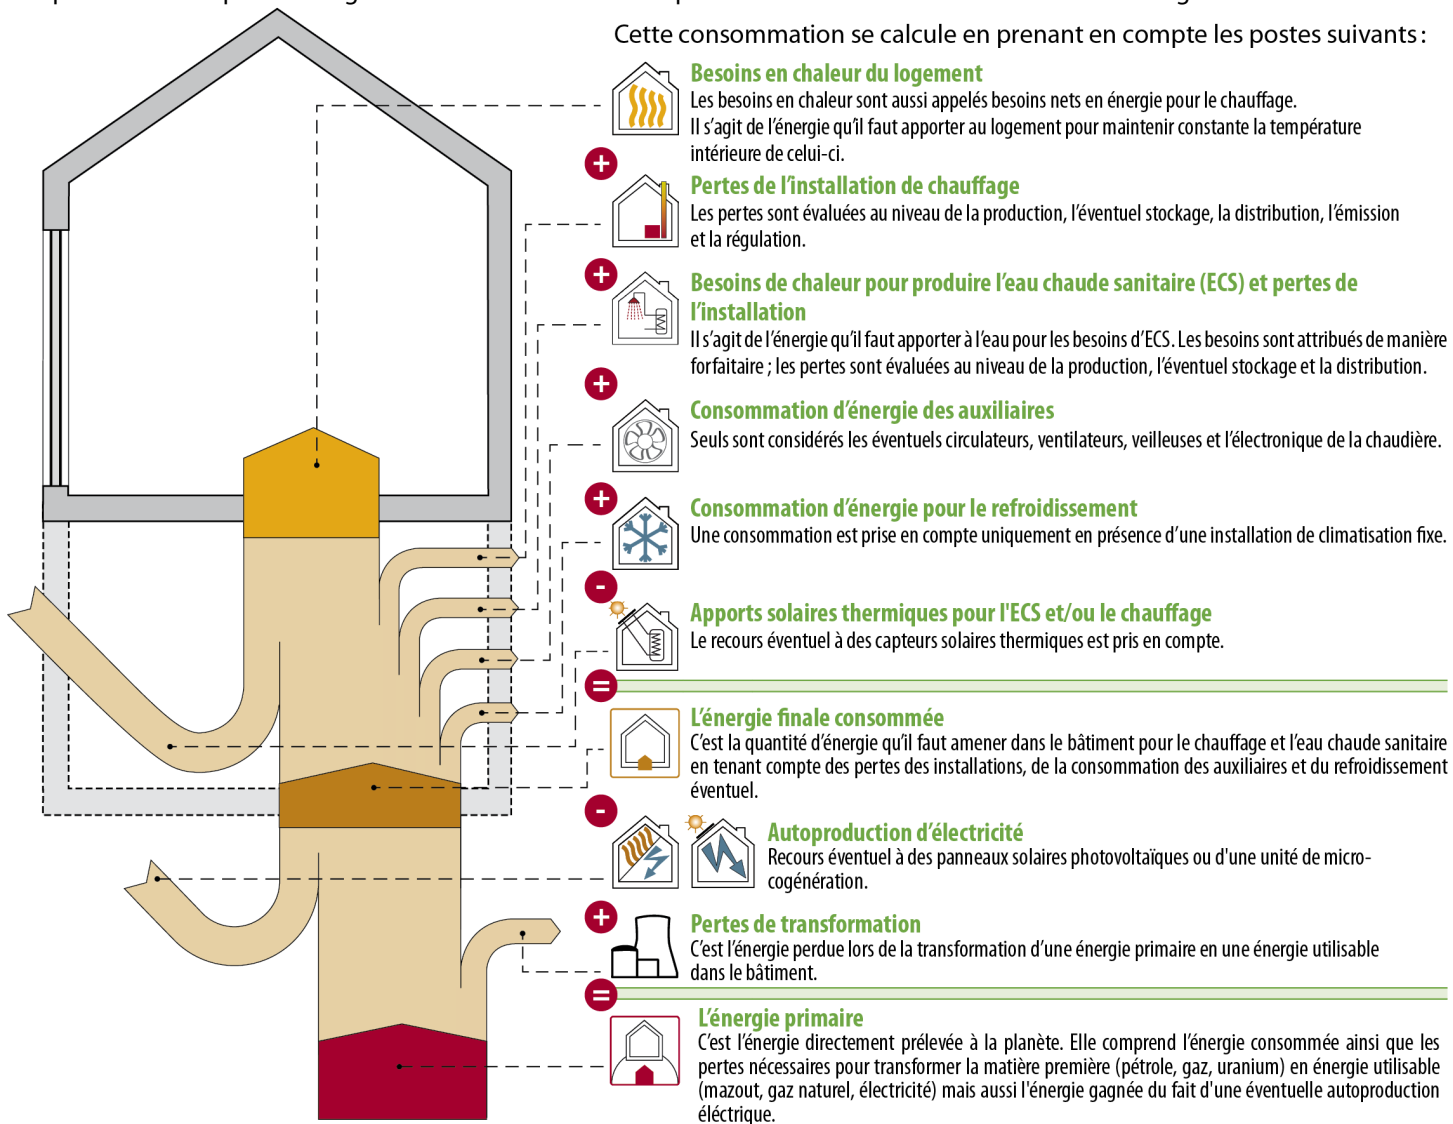 Cette consommation se calcule en prenant en compte les postes suivants :
Besoins en chaleur du logement
Les besoins en chaleur sont aussi appelés besoins nets en énergie pour le chauffage.
Il s’agit de l’énergie qu’il faut apporter au logement pour maintenir constante la température
intérieure de celui-ci.
+
Pertes de l’installation de chauffage
Les pertes sont évaluées au niveau de la production, l’éventuel stockage, la distribution, l’émission
et la régulation.
+
Besoins de chaleur pour produire l’eau chaude sanitaire (ECS) et pertes de
l’installation
Il s’agit de l’énergie qu’il faut apporter à l’eau pour les besoins d’ECS. Les besoins sont attribués de manière
forfaitaire ; les pertes sont évaluées au niveau de la production, l’éventuel stockage et la distribution.
+
Consommation d’énergie des auxiliaires
Seuls sont considérés les éventuels circulateurs, ventilateurs, veilleuses et l’électronique de la chaudière.
+
Consommation d’énergie pour le refroidissement
Une consommation est prise en compte uniquement en présence d’une installation de climatisation fixe.
-
Apports solaires thermiques pour l'ECS et/ou le chauffage
Le recours éventuel à des capteurs solaires thermiques est pris en compte.
=
L’énergie finale consommée
C’est la quantité d’énergie qu’il faut amener dans le bâtiment pour le chauffage et l’eau chaude sanitaire
en tenant compte des pertes des installations, de la consommation des auxiliaires et du refroidissement
éventuel.
-
Autoproduction d’électricité
Recours éventuel à des panneaux solaires photovoltaïques ou d'une unité de micro-
cogénération.
+
Pertes de transformation
C’est l’énergie perdue lors de la transformation d’une énergie primaire en une énergie utilisable
dans le bâtiment.
=
L’énergie primaire
C’est l’énergie directement prélevée à la planète. Elle comprend l’énergie consommée ainsi que les
pertes nécessaires pour transformer la matière première (pétrole, gaz, uranium) en énergie utilisable
(mazout, gaz naturel, électricité) mais aussi l'énergie gagnée du fait d'une éventuelle autoproduction
éléctrique.